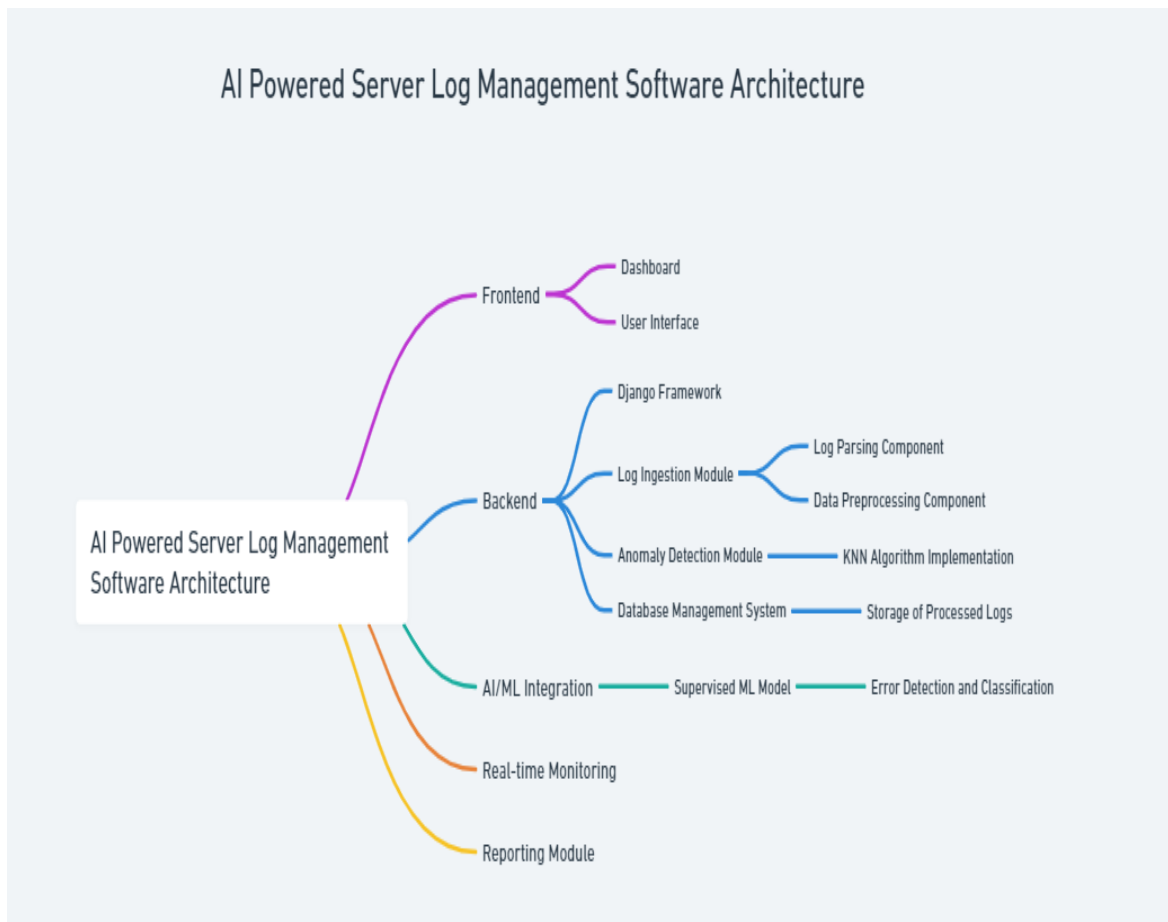 AI Powered Server Log Management Software Architecture
AI Powered Server Log Management
Software Architecture
Frontend
Dashboard
User Interface
Backend
Django Framework
Log Ingestion Module
Log Parsing Component
Data Preprocessing Component
Anomaly Detection Module
KNN Algorithm Implementation
Database Management System
Storage of Processed Logs
AI/ML Integration
Supervised ML Model
Error Detection and Classification
Real-time Monitoring
Reporting Module